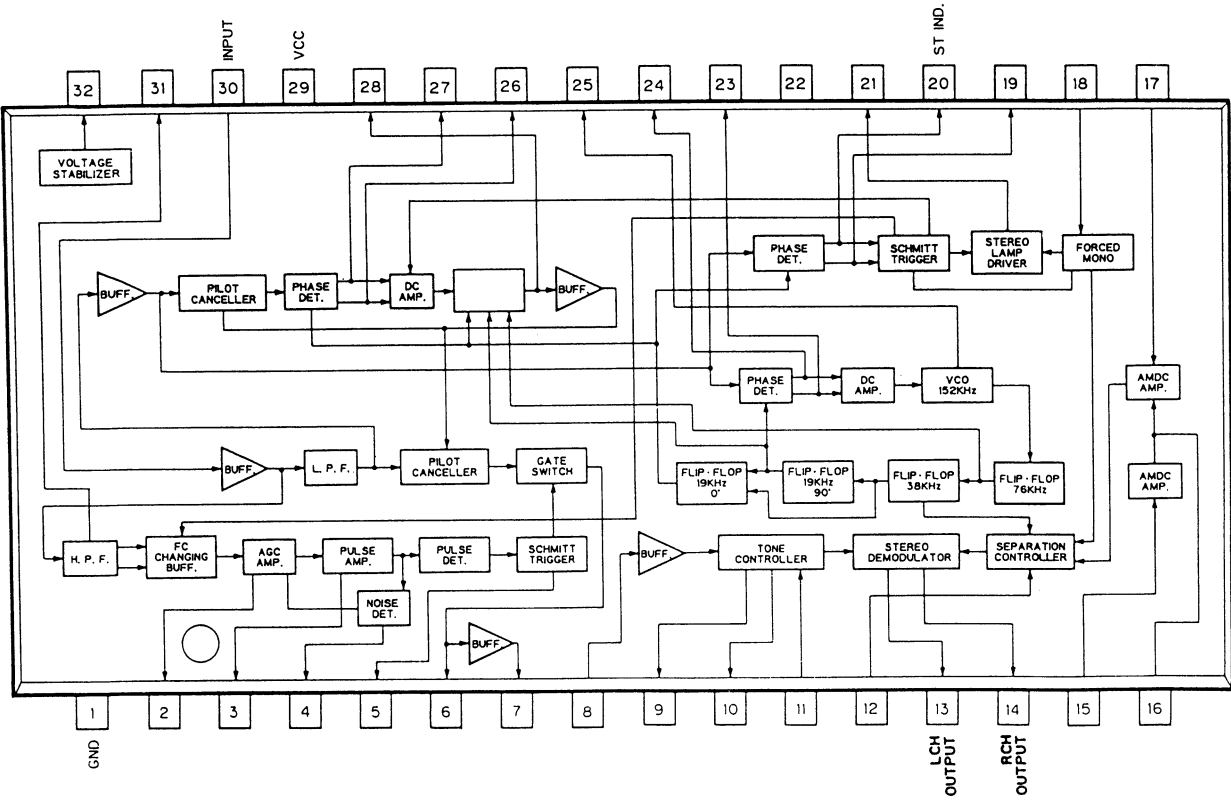 INPUT
VCC
ST IND.
32 31 30 29 28 27 26 25 24 23 22 21 20 19 18 17
VOLTAGE
STABILIZER
PHASE
DET.
SCHMITT
TRIGGER
STEREO
LAMP
DRIVER
FORCED
MONO
BUFF.
PILOT
CANCELLER
PHASE
DET.
DC
AMP.
BUFF.
PHASE
DET.
DC
AMP.
VCO
152KHz
AMDC
AMP.
BUFF.
L. P. F.
PILOT
CANCELLER
GATE
SWITCH
FLIP·FLOP
19KHz
0°
FLIP·FLOP
19KHz
90°
FLIP·FLOP
38KHz
FLIP·FLOP
76KHz
AMDC
AMP.
H. P. F.
FC
CHANGING
BUFF.
AGC
AMP.
PULSE
AMP.
PULSE
DET.
SCHMITT
TRIGGER
BUFF.
TONE
CONTROLLER
STEREO
DEMODULATOR
SEPARATION
CONTROLLER
NOISE
DET.
BUFF.
1 2 3 4 5 6 7 8 9 10 11 12 13 14 15 16
GND
LCH
OUTPUT
RCH
OUTPUT